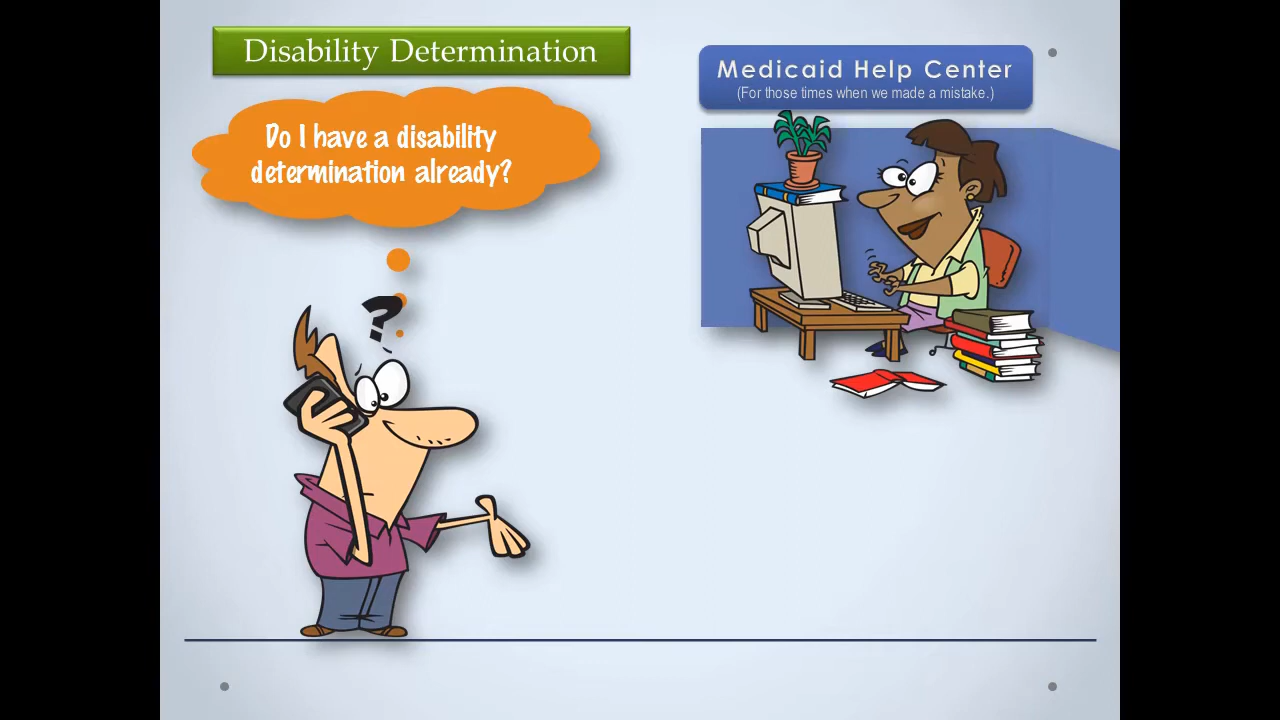 Disability Determination
Medicaid Help Center
(For those times when we made a mistake.)
Do I have a disability
determination already?
?